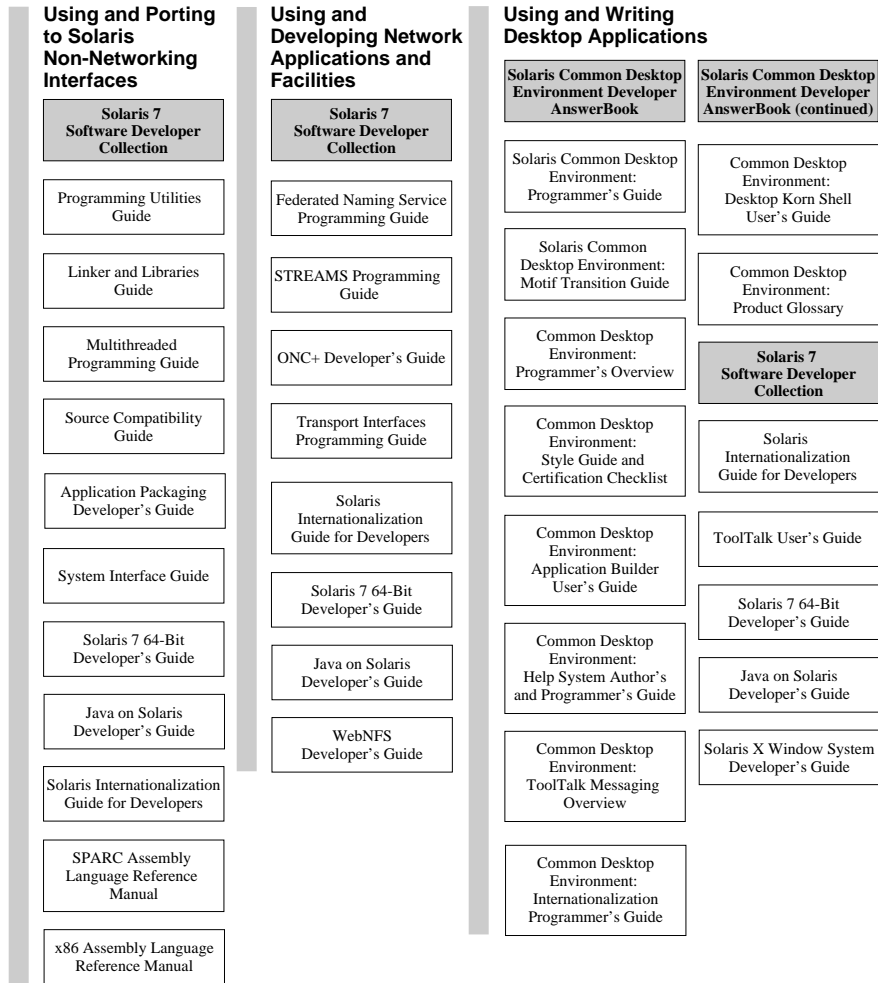 Using and Porting
to Solaris
Non-Networking
Interfaces
Solaris 7
Software Developer
Collection
Programming Utilities
Guide
Linker and Libraries
Guide
Multithreaded
Programming Guide
Source Compatibility
Guide
Application Packaging
Developer's Guide
System Interface Guide
Solaris 7 64-Bit
Developer's Guide
Java on Solaris
Developer's Guide
Solaris Internationalization
Guide for Developers
SPARC Assembly
Language Reference
Manual
x86 Assembly Language
Reference Manual
Using and
Developing Network
Applications and
Facilities
Solaris 7
Software Developer
Collection
Federated Naming Service
Programming Guide
STREAMS Programming
Guide
ONC+ Developer's Guide
Transport Interfaces
Programming Guide
Solaris
Internationalization
Guide for Developers
Solaris 7 64-Bit
Developer's Guide
Java on Solaris
Developer's Guide
WebNFS
Developer's Guide
Using and Writing
Desktop Applications
Solaris Common Desktop
Environment Developer
AnswerBook
Solaris Common Desktop
Environment:
Programmer's Guide
Solaris Common
Desktop Environment:
Motif Transition Guide
Common Desktop
Environment:
Programmer's Overview
Common Desktop
Environment:
Style Guide and
Certification Checklist
Common Desktop
Environment:
Application Builder
User's Guide
Common Desktop
Environment:
Help System Author's
and Programmer's Guide
Common Desktop
Environment:
ToolTalk Messaging
Overview
Common Desktop
Environment:
Internationalization
Programmer's Guide
Solaris Common Desktop
Environment Developer
AnswerBook (continued)
Common Desktop
Environment:
Desktop Korn Shell
User's Guide
Common Desktop
Environment:
Product Glossary
Solaris 7
Software Developer
Collection
Solaris
Internationalization
Guide for Developers
ToolTalk User's Guide
Solaris 7 64-Bit
Developer's Guide
Java on Solaris
Developer's Guide
Solaris X Window System
Developer's Guide